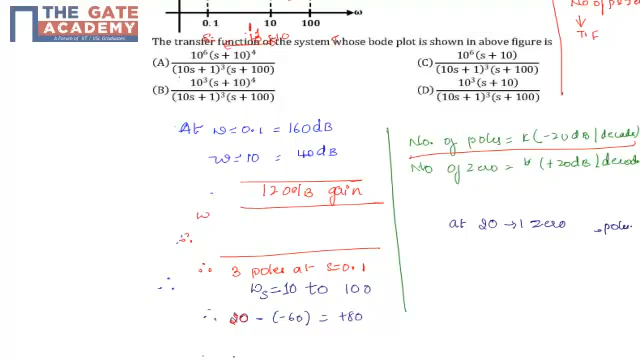 THE GATE
ACADEMY
A Forum of IIT / IISc Graduates
No of poles
↓
T.F
ω
0.1 10 100
The transfer function of the system whose bode plot is shown in above figure is
(A) 10⁶(s + 10)⁴ / (10s + 1)³(s + 100)
(C) 10⁶(s + 10) / (10s + 1)³(s + 100)
(B) 10³(s + 10)⁴ / (10s + 1)³(s + 100)
(D) 10³(s + 10) / (10s + 1)³(s + 100)
At ω = 0.1 = 160dB
ω = 10 = 40dB
120dB gain
ω
∴
∴ 3 poles at s=0.1
∴ ωs = 10 to 100
∴ 20 - (-60) = +80
No. of poles = k (-20dB/decade)
No of zero = k (+20dB/decade
at 20 → 1 zero
poles